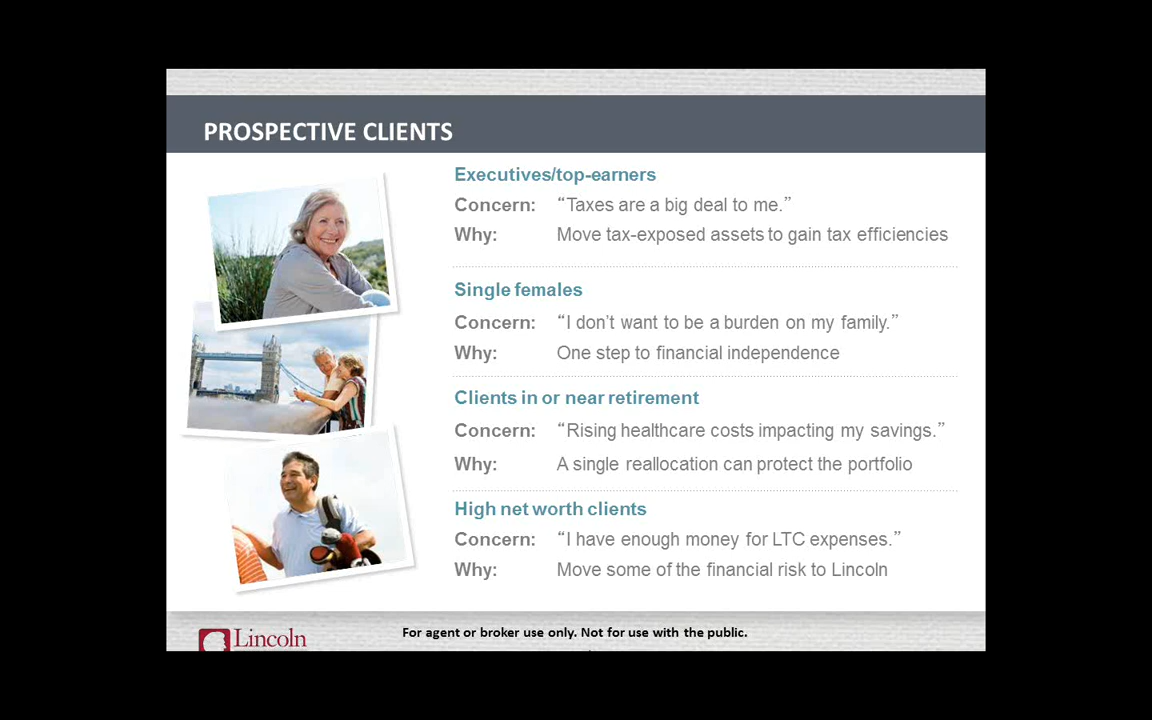 PROSPECTIVE CLIENTS
Executives/top-earners
Concern: “Taxes are a big deal to me.”
Why: Move tax-exposed assets to gain tax efficiencies
Single females
Concern: “I don’t want to be a burden on my family.”
Why: One step to financial independence
Clients in or near retirement
Concern: “Rising healthcare costs impacting my savings.”
Why: A single reallocation can protect the portfolio
High net worth clients
Concern: “I have enough money for LTC expenses.”
Why: Move some of the financial risk to Lincoln
Lincoln
For agent or broker use only. Not for use with the public.